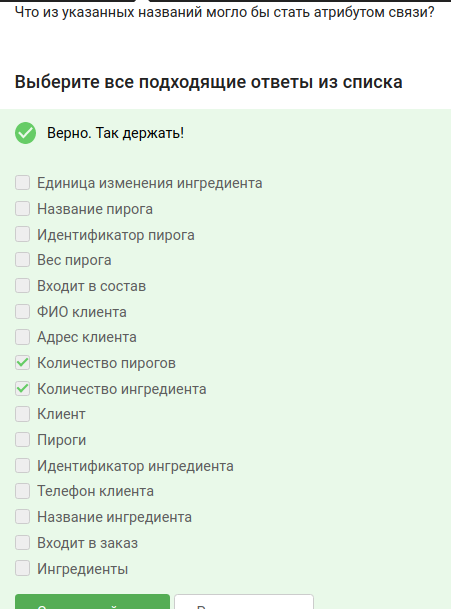 Что из указанных названий могло бы стать атрибутом связи?
Выберите все подходящие ответы из списка
Верно. Так держать!
Единица изменения ингредиента
Название пирога
Идентификатор пирога
Вес пирога
Входит в состав
ФИО клиента
Адрес клиента
Количество пирогов
Количество ингредиента
Клиент
Пироги
Идентификатор ингредиента
Телефон клиента
Название ингредиента
Входит в заказ
Ингредиенты